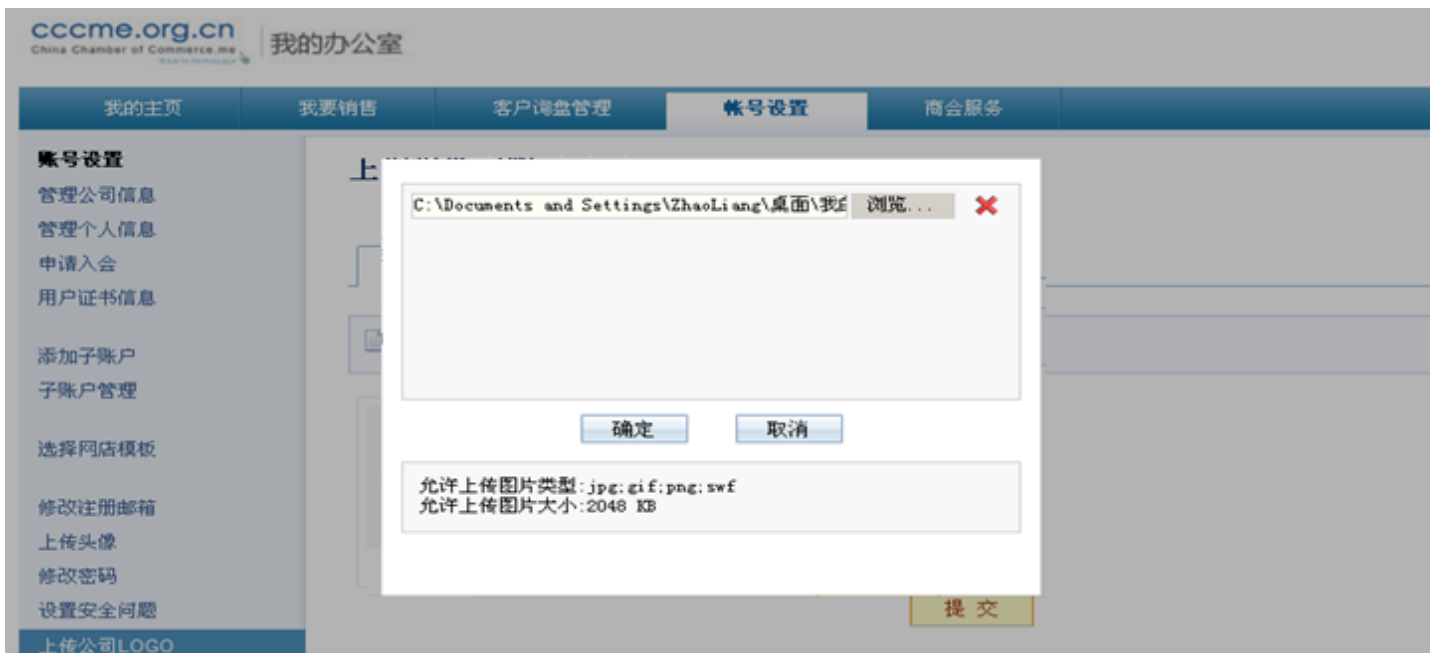 cccme.org.cn
China Chamber of Commerce.me
我的办公室
我的主页 我要销售 客户询盘管理 帐号设置 商会服务
账号设置
管理公司信息
管理个人信息
申请入会
用户证书信息
添加子账户
子账户管理
选择网店模板
修改注册邮箱
上传头像
修改密码
设置安全问题
上传公司LOGO
上
C:\Documents and Settings\ZhaoLiang\桌面\我的 浏览...
确定 取消
允许上传图片类型:jpg;gif;png;swf
允许上传图片大小:2048 KB
提 交